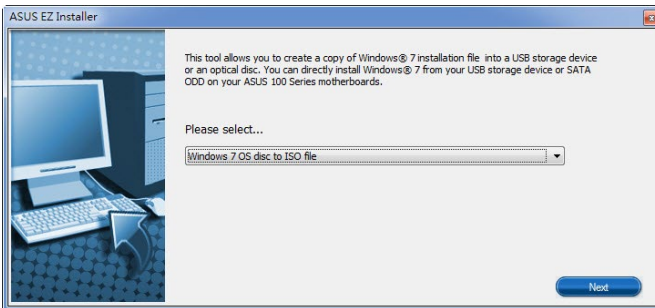 ASUS EZ Installer
This tool allows you to create a copy of Windows® 7 installation file into a USB storage device
or an optical disc. You can directly install Windows® 7 from your USB storage device or SATA
ODD on your ASUS 100 Series motherboards.
Please select...
Windows 7 OS disc to ISO file
Next